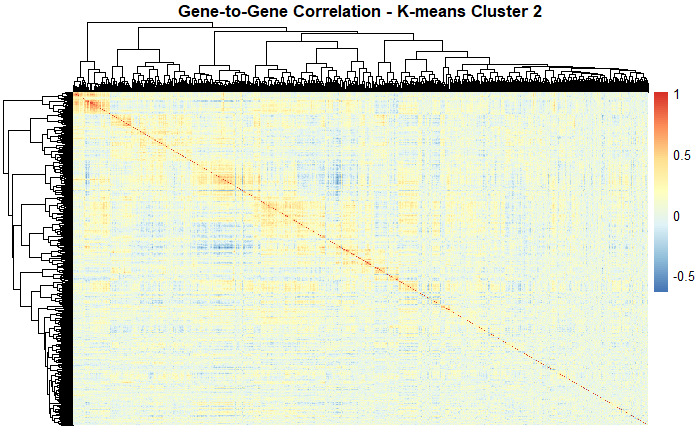 Gene-to-Gene Correlation - K-means Cluster 2
1
0.5
0
-0.5